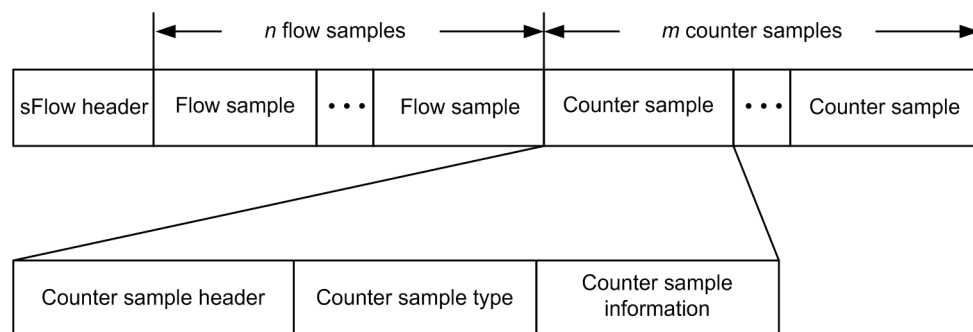 n flow samples
m counter samples
sFlow header
Flow sample
• • •
Flow sample
Counter sample
• • •
Counter sample
Counter sample header
Counter sample type
Counter sample
information